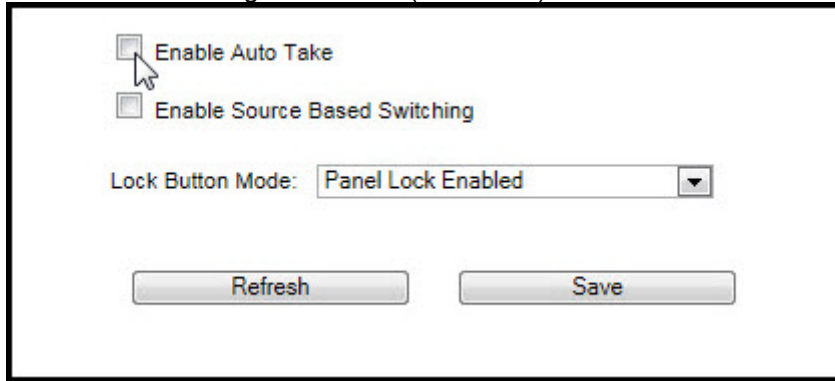 Enable Auto Take
Enable Source Based Switching
Lock Button Mode: Panel Lock Enabled
Refresh Save